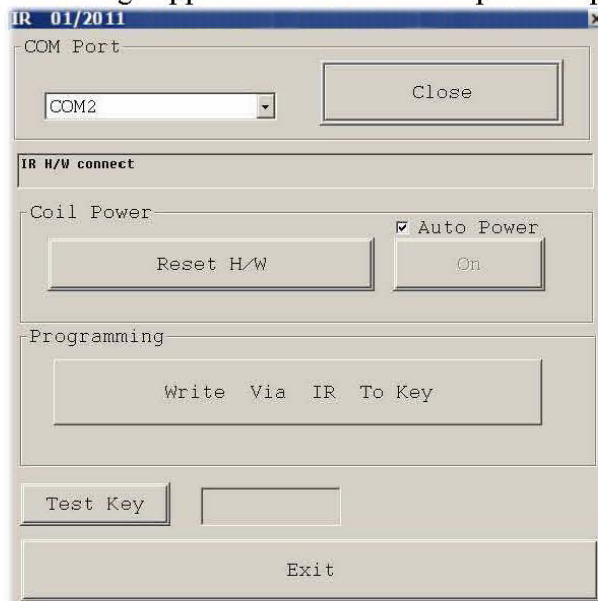 IR 01/2011
COM Port
COM2
Close
IR H/W connect
Coil Power
Auto Power
Reset H/W
On
Programming
Write Via IR To Key
Test Key
Exit